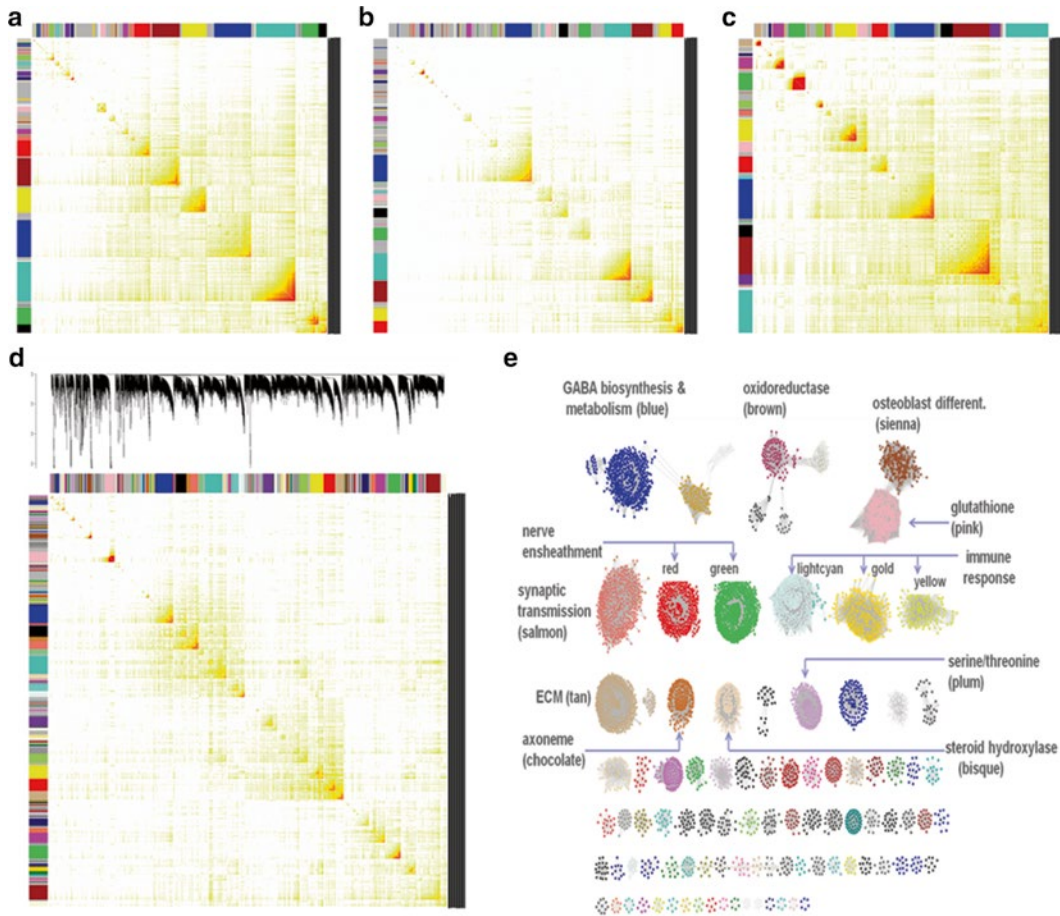 a
b
c
d
e
GABA biosynthesis &
metabolism (blue)
oxidoreductase
(brown)
osteoblast different.
(sienna)
glutathione
(pink)
nerve
ensheathment
red
green
lightcyan
gold
yellow
immune
response
synaptic
transmission
(salmon)
serine/threonine
(plum)
ECM (tan)
axoneme
(chocolate)
steroid hydroxylase
(bisque)